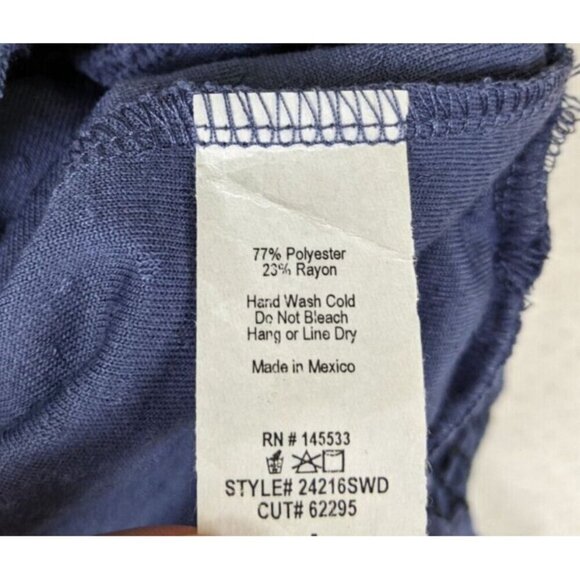 77% Polyester
23% Rayon
Hand Wash Cold
Do Not Bleach
Hang or Line Dry
Made in Mexico
RN # 145533
STYLE# 24216SWD
CUT# 62295